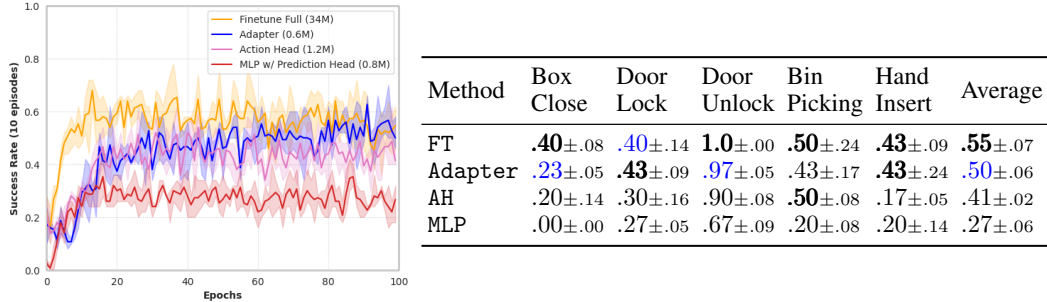 1.0
0.8
0.6
0.4
0.2
0.0
Success Rate (10 episodes)
Finetune Full (34M)
Adapter (0.6M)
Action Head (1.2M)
MLP w/ Prediction Head (0.8M)
0 20 40 60 80 100
Epochs
Method Box Close Door Lock Door Unlock Bin Picking Hand Insert Average
FT .40±.08 .40±.14 1.0±.00 .50±.24 .43±.09 .55±.07
Adapter .23±.05 .43±.09 .97±.05 .43±.17 .43±.24 .50±.06
AH .20±.14 .30±.16 .90±.08 .50±.08 .17±.05 .41±.02
MLP .00±.00 .27±.05 .67±.09 .20±.08 .20±.14 .27±.06